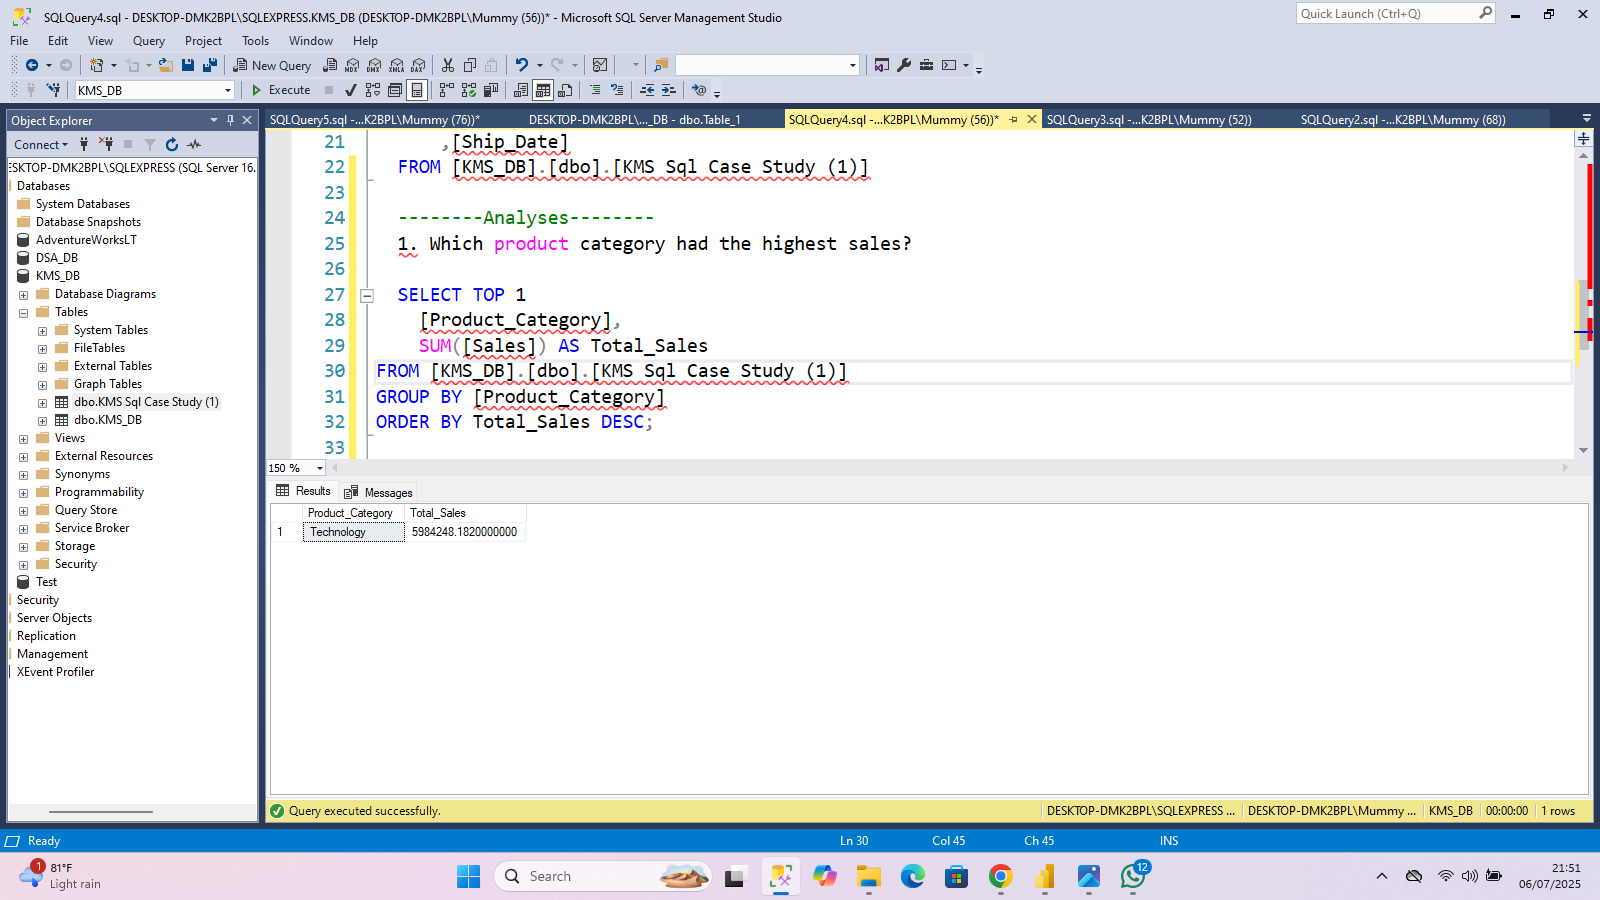 SQLQuery4.sql - DESKTOP-DMK2BPL\SQLEXPRESS.KMS_DB (DESKTOP-DMK2BPL\Mummy (56))* - Microsoft SQL Server Management Studio
Quick Launch (Ctrl+Q)
File Edit View Query Project Tools Window Help
New Query
MDX DMX XMLA DAX
KMS_DB
Execute
Object Explorer
SQLQuery5.sql -...K2BPL\Mummy (76))*
DESKTOP-DMK2BPL\..._DB - dbo.Table_1
SQLQuery4.sql -...K2BPL\Mummy (56))*
SQLQuery3.sql -...K2BPL\Mummy (52))
SQLQuery2.sql -...K2BPL\Mummy (68))
Connect
ESKTOP-DMK2BPL\SQLEXPRESS (SQL Server 16.
Databases
System Databases
Database Snapshots
AdventureWorksLT
DSA_DB
KMS_DB
Database Diagrams
Tables
System Tables
FileTables
External Tables
Graph Tables
dbo.KMS Sql Case Study (1)
dbo.KMS_DB
Views
External Resources
Synonyms
Programmability
Query Store
Service Broker
Storage
Security
Test
Security
Server Objects
Replication
Management
XEvent Profiler
21 ,[Ship_Date]
22 FROM [KMS_DB].[dbo].[KMS Sql Case Study (1)]
23
24 --------Analyses--------
25 1. Which product category had the highest sales?
26
27 SELECT TOP 1
28 [Product_Category],
29 SUM([Sales]) AS Total_Sales
30 FROM [KMS_DB].[dbo].[KMS Sql Case Study (1)]
31 GROUP BY [Product_Category]
32 ORDER BY Total_Sales DESC;
33
150 %
Results Messages
Product_Category Total_Sales
1 Technology 5984248.1820000000
Query executed successfully.
DESKTOP-DMK2BPL\SQLEXPRESS ... DESKTOP-DMK2BPL\Mummy ... KMS_DB 00:00:00 1 rows
Ready
Ln 30 Col 45 Ch 45 INS
1
81°F
Light rain
Search
12
21:51
06/07/2025